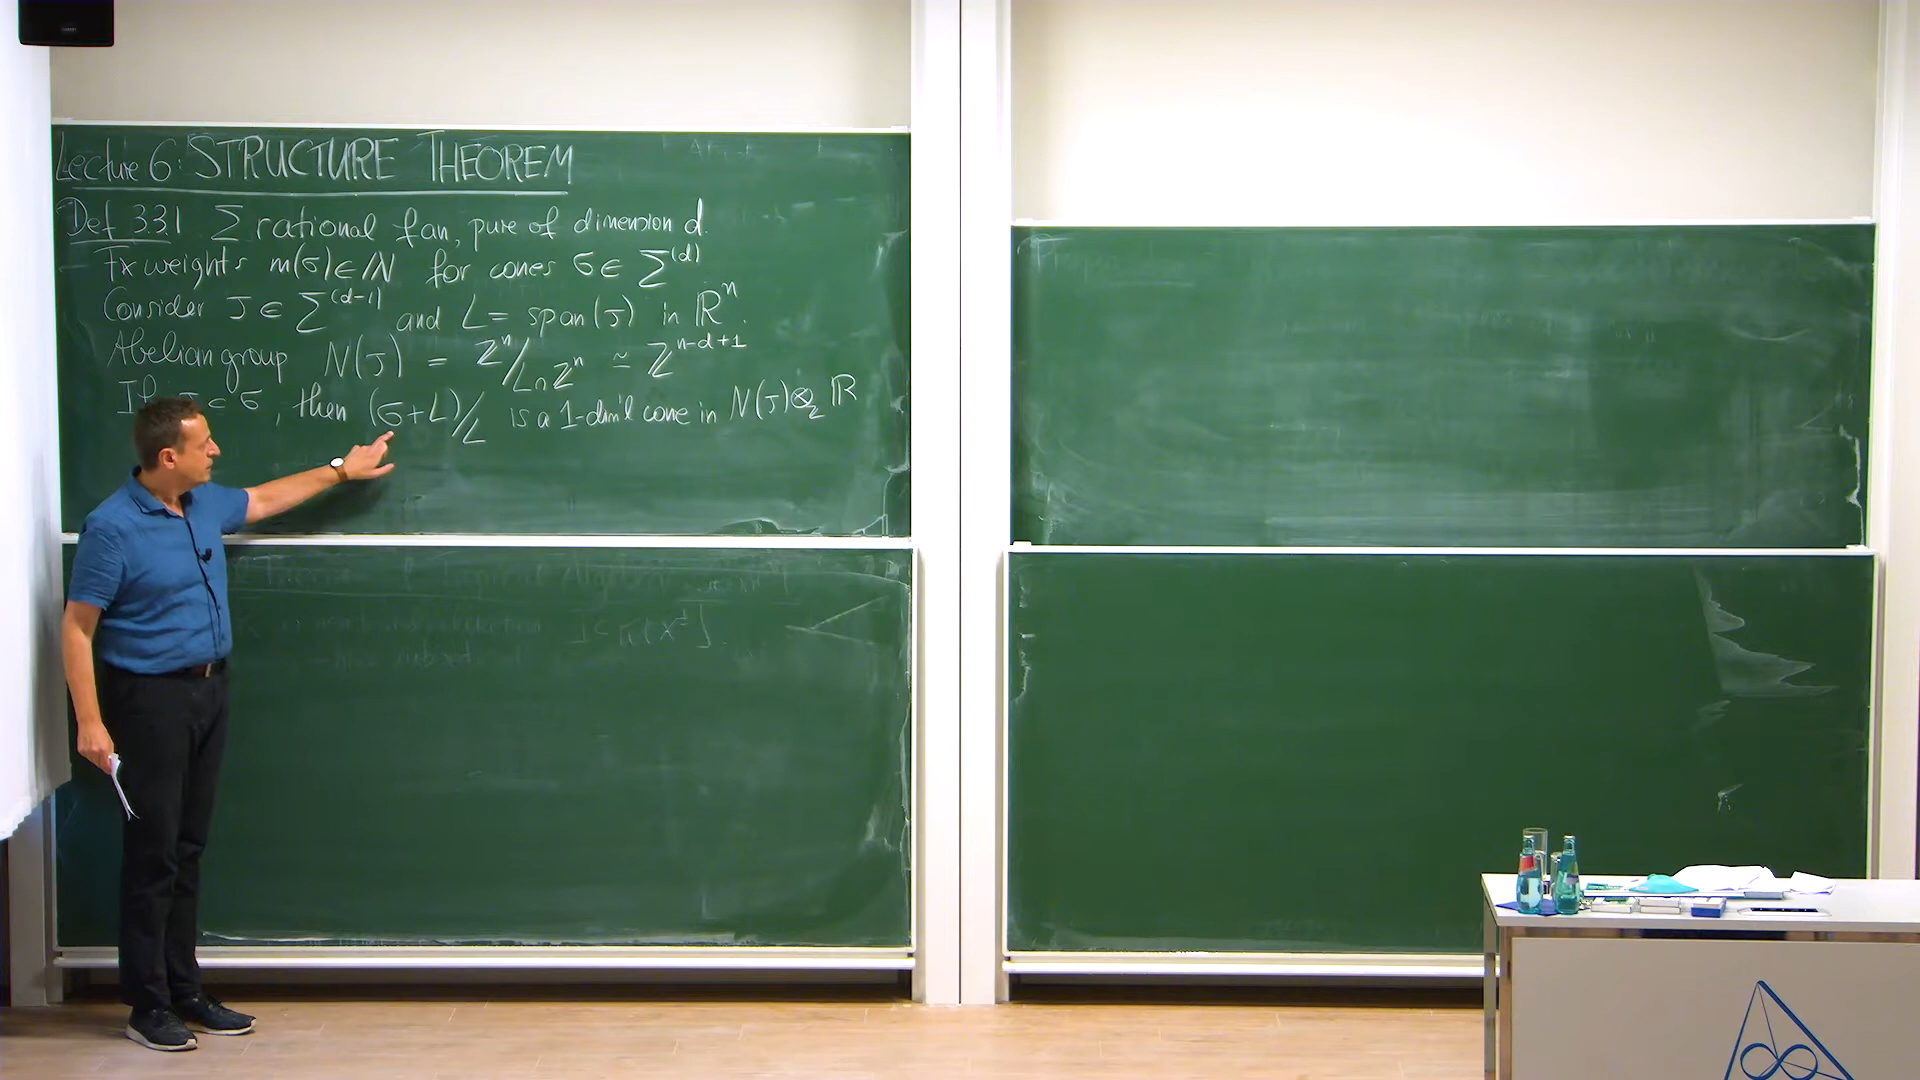 Lecture 6: STRUCTURE THEOREM
Def 3.3.1 Σ rational fan, pure of dimension d.
Fix weights m(σ) ∈ ℕ for cones σ ∈ Σ^(d)
Consider τ ∈ Σ^(d-1) and L = span(τ) in ℝ^n.
Abelian group N(τ) = ℤ^n/L∩ℤ^n ≃ ℤ^(n-d+1)
If τ ⊂ σ, then (σ+L)/L is a 1-dim'l cone in N(τ)⊗_ℤ ℝ
I ⊂ K[x^±].